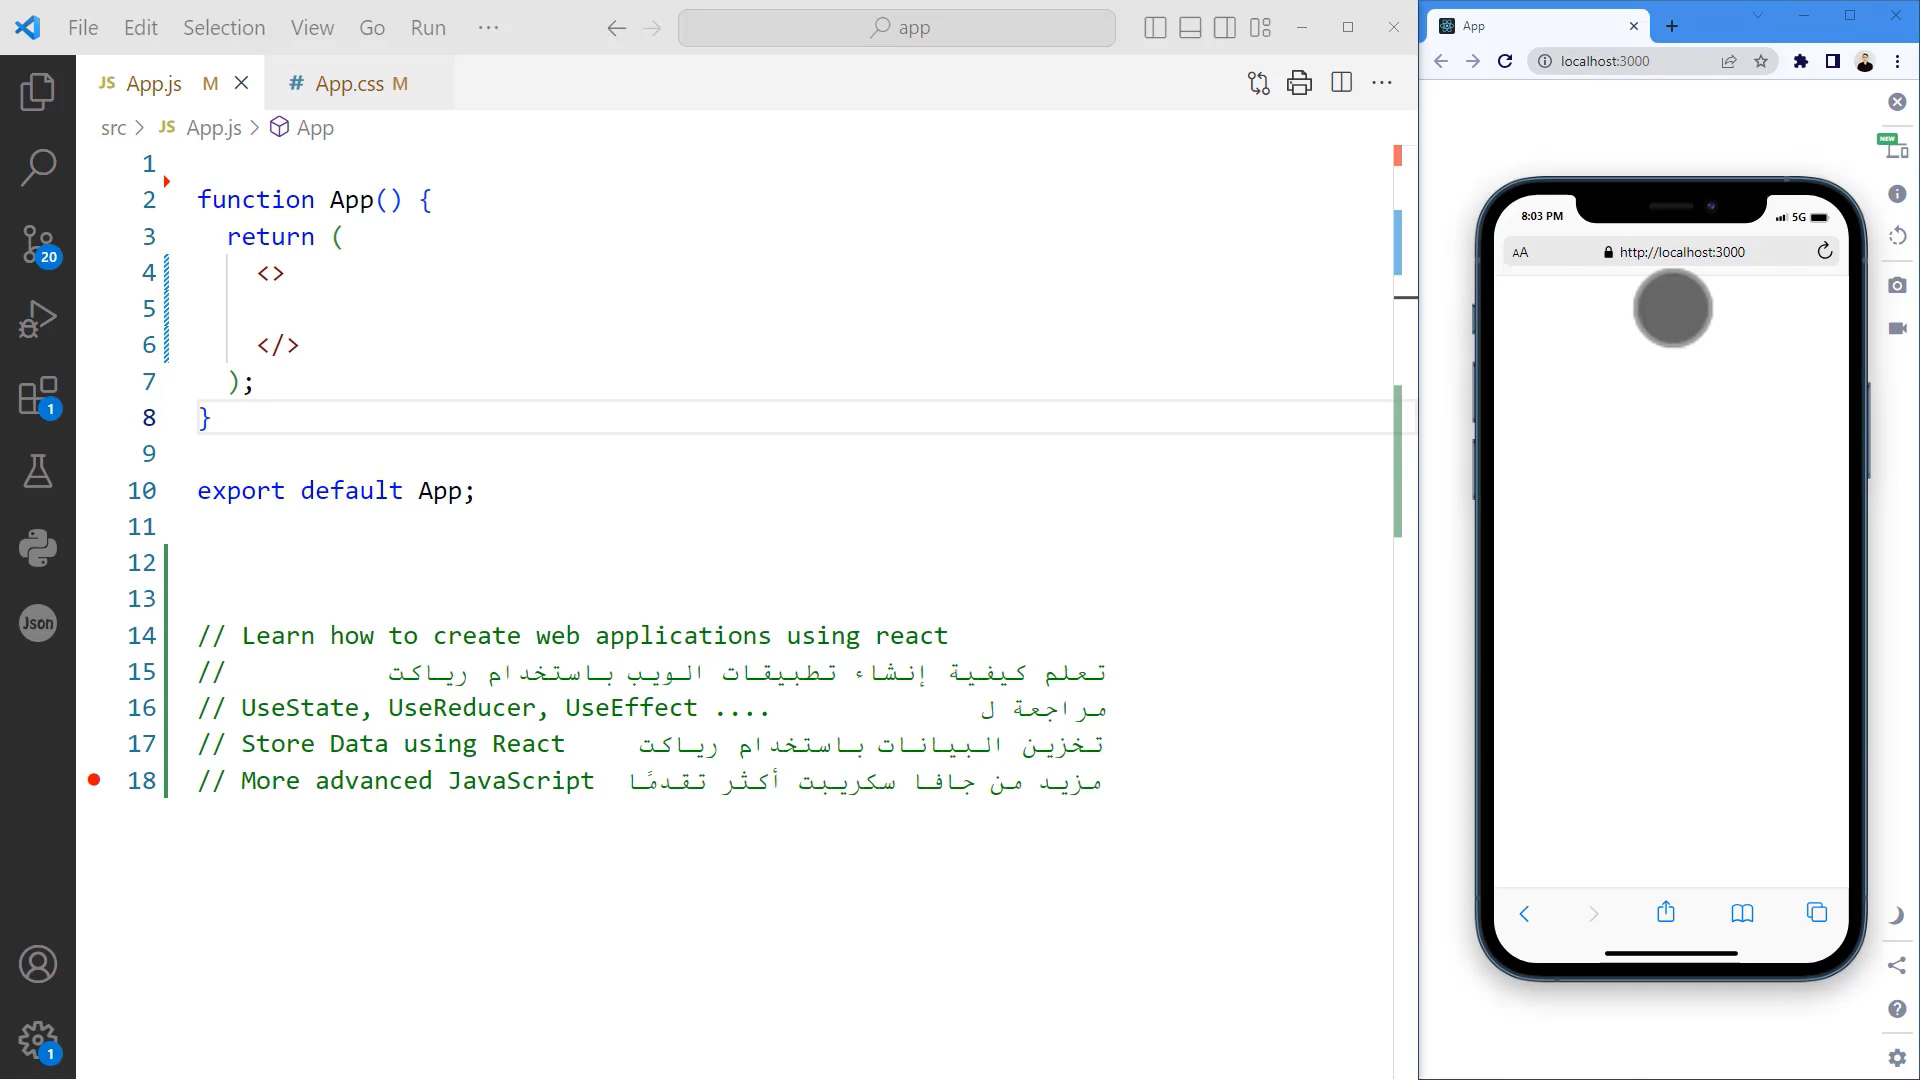 File Edit Selection View Go Run ···
app
JS App.js M
# App.css M
src > JS App.js > App
1
2 function App() {
3 return (
4 <>
5
6 </>
7 );
8 }
9
10 export default App;
11
12
13
14 // Learn how to create web applications using react
15 // تعلم كيفية إنشاء تطبيقات الويب باستخدام رياكت
16 // UseState, UseReducer, UseEffect .... مراجعة ل
17 // Store Data using React تخزين البيانات باستخدام رياكت
18 // More advanced JavaScript مزيد من جافا سكريبت أكثر تقدمًا
20
1
Json
1
App
localhost:3000
NEW
8:03 PM
5G
AA http://localhost:3000